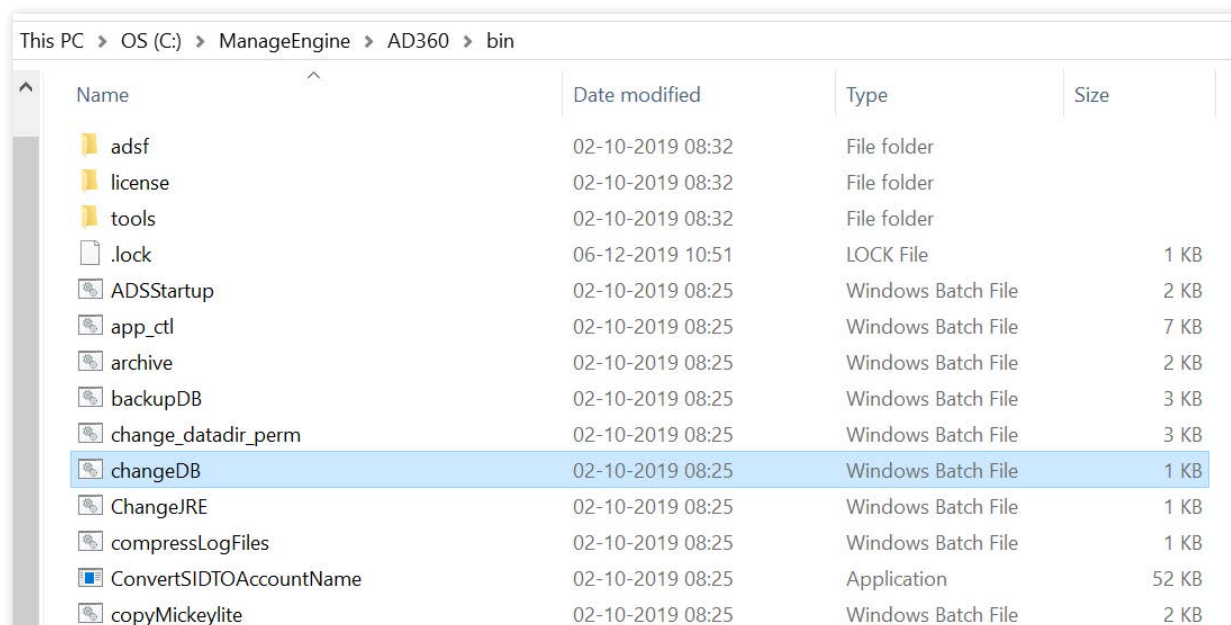 This PC > OS (C:) > ManageEngine > AD360 > bin
Name Date modified Type Size
adsf 02-10-2019 08:32 File folder
license 02-10-2019 08:32 File folder
tools 02-10-2019 08:32 File folder
.lock 06-12-2019 10:51 LOCK File 1 KB
ADSStartup 02-10-2019 08:25 Windows Batch File 2 KB
app_ctl 02-10-2019 08:25 Windows Batch File 7 KB
archive 02-10-2019 08:25 Windows Batch File 2 KB
backupDB 02-10-2019 08:25 Windows Batch File 3 KB
change_datadir_perm 02-10-2019 08:25 Windows Batch File 3 KB
changeDB 02-10-2019 08:25 Windows Batch File 1 KB
ChangeJRE 02-10-2019 08:25 Windows Batch File 1 KB
compressLogFiles 02-10-2019 08:25 Windows Batch File 1 KB
ConvertSIDTOAccountName 02-10-2019 08:25 Application 52 KB
copyMickeylite 02-10-2019 08:25 Windows Batch File 2 KB